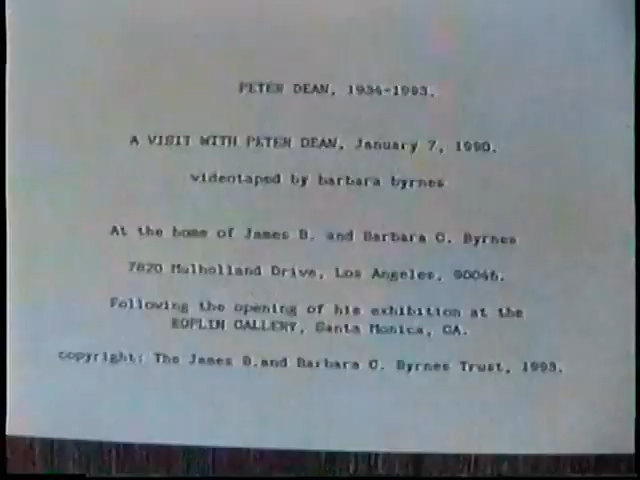 PETER DEAN, 1934-1993.
A VISIT WITH PETER DEAN, January 7, 1990.
videotaped by barbara byrnes
At the home of James B. and Barbara C. Byrnes
7820 Mulholland Drive, Los Angeles, 90046.
Following the opening of his exhibition at the
KOPLIN GALLERY, Santa Monica, CA.
copyright: The James B.and Barbara C. Byrnes Trust, 1993.